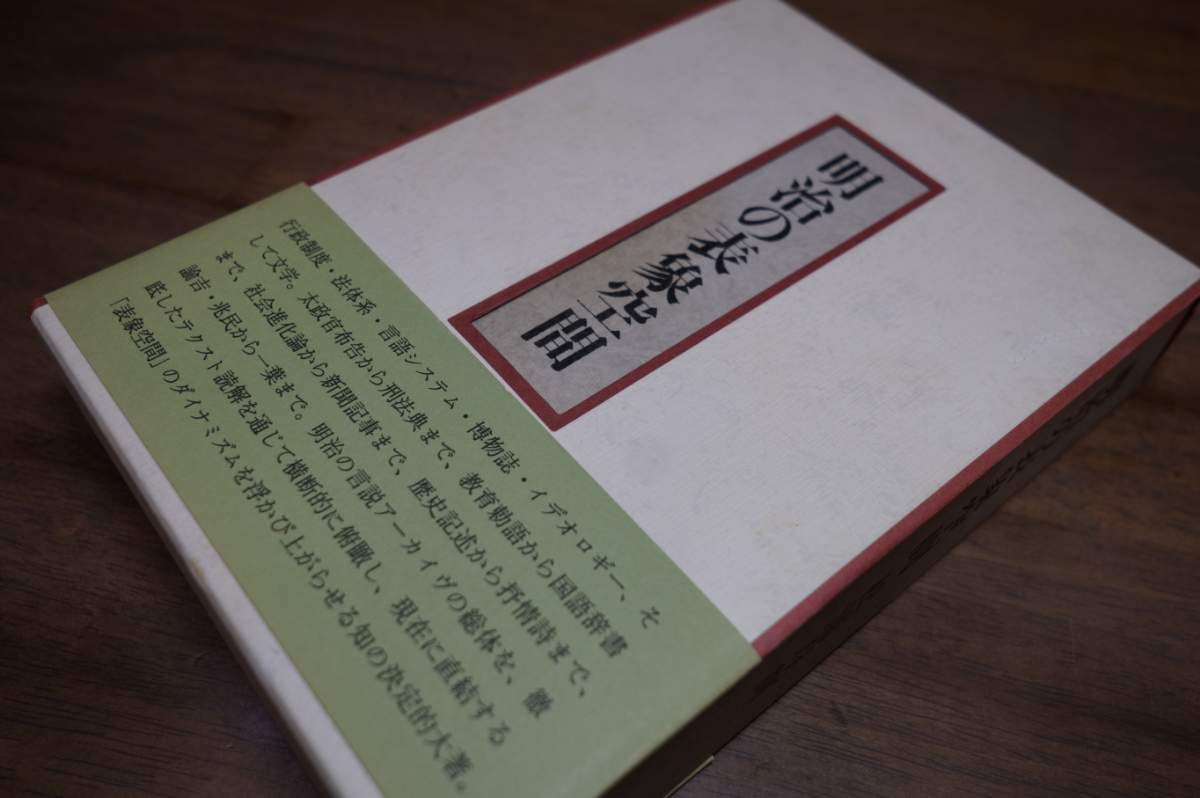 明治の表象空間
行政制度・法体系・言語システム・博物誌・イデオロギー、そ
して文学。太政官布告から刑法典まで、教育勅語から国語辞書
まで、社会進化論から新聞記事まで、歴史記述から抒情詩まで、
諭吉・兆民から一葉まで。明治の言説アーカイヴの総体を、徹
底したテクスト読解を通じて横断的に俯瞰し、現在に直結する
「表象空間」のダイナミズムを浮かび上がらせる知の決定的大著。